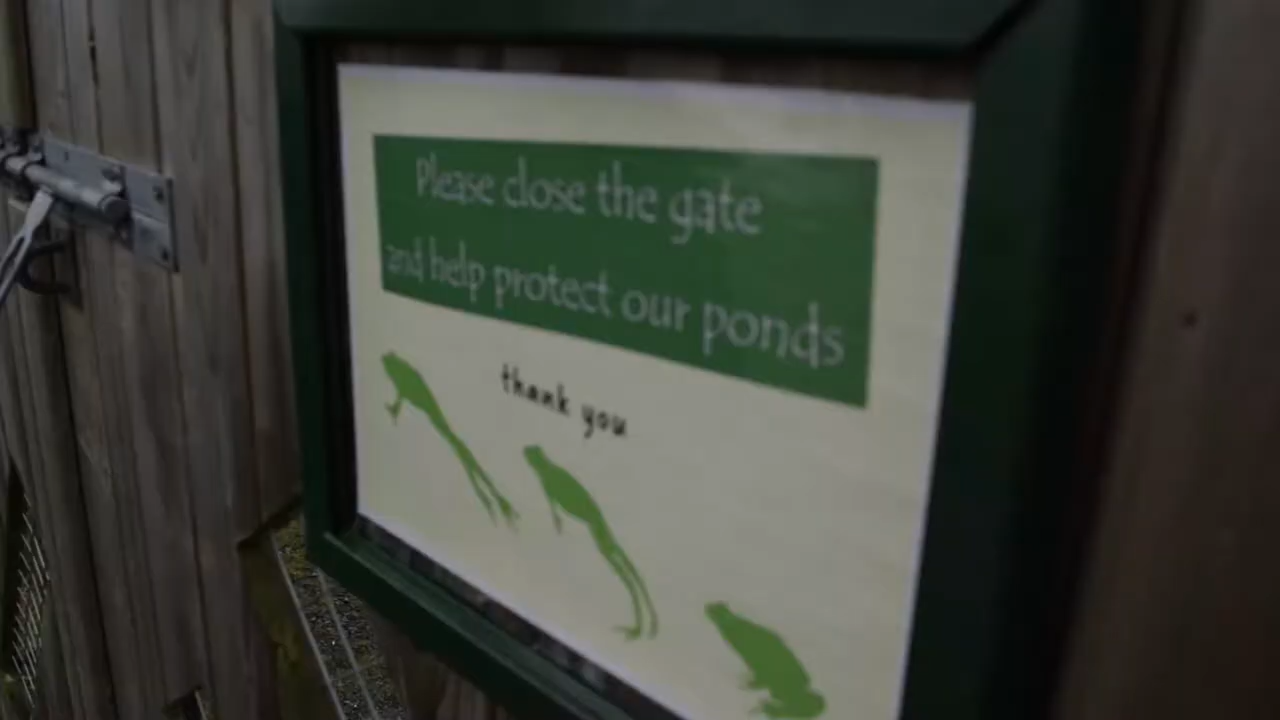 Please close the gate
and help protect our ponds
thank you